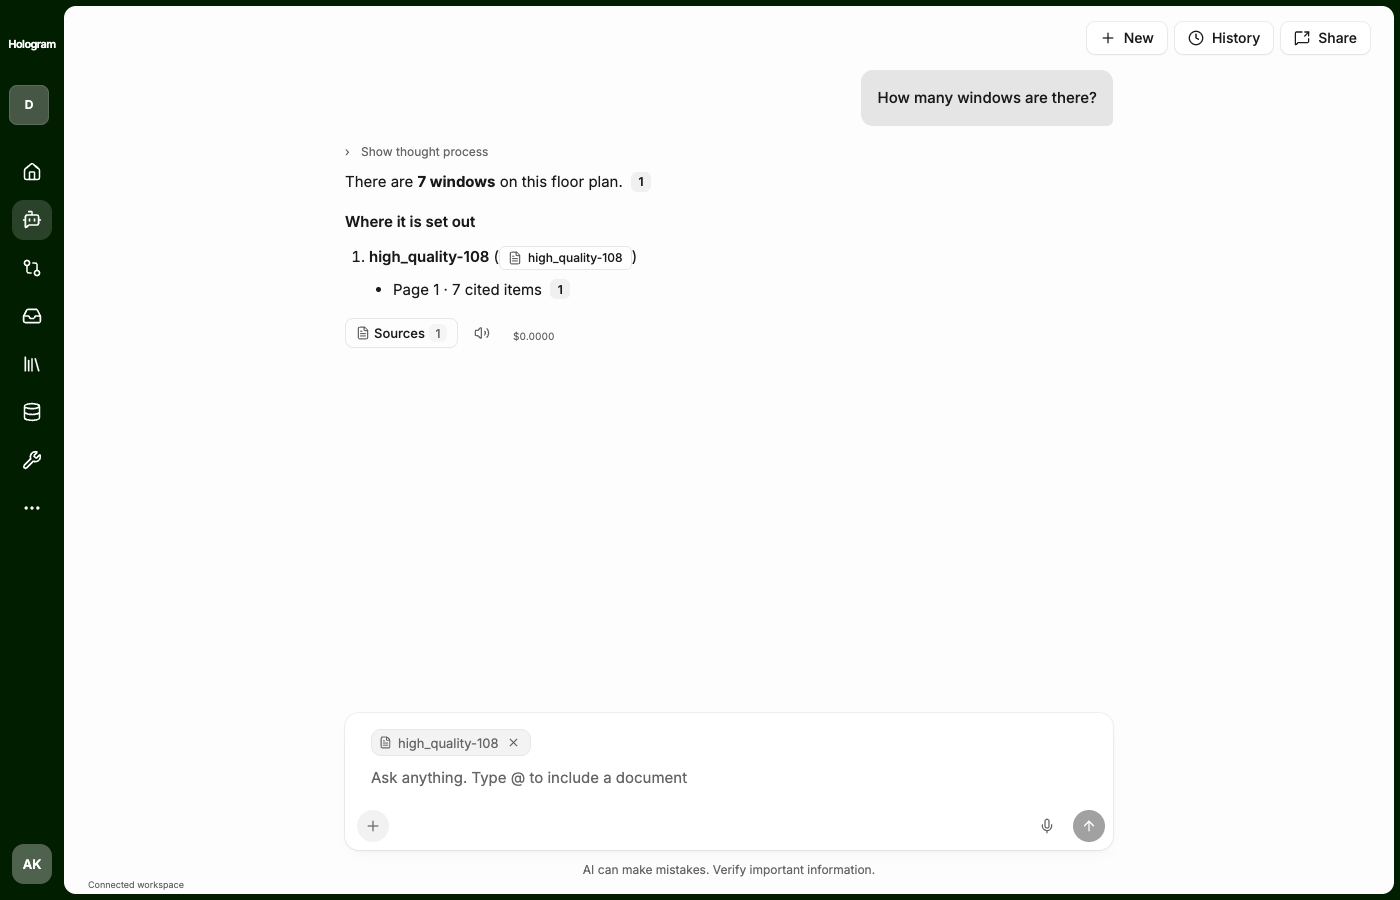 Hologram
New
History
Share
D
How many windows are there?
Show thought process
There are 7 windows on this floor plan. 1
Where it is set out
1. high_quality-108 ( high_quality-108 )
• Page 1 · 7 cited items 1
Sources 1
$0.0000
high_quality-108
Ask anything. Type @ to include a document
AI can make mistakes. Verify important information.
AK
Connected workspace